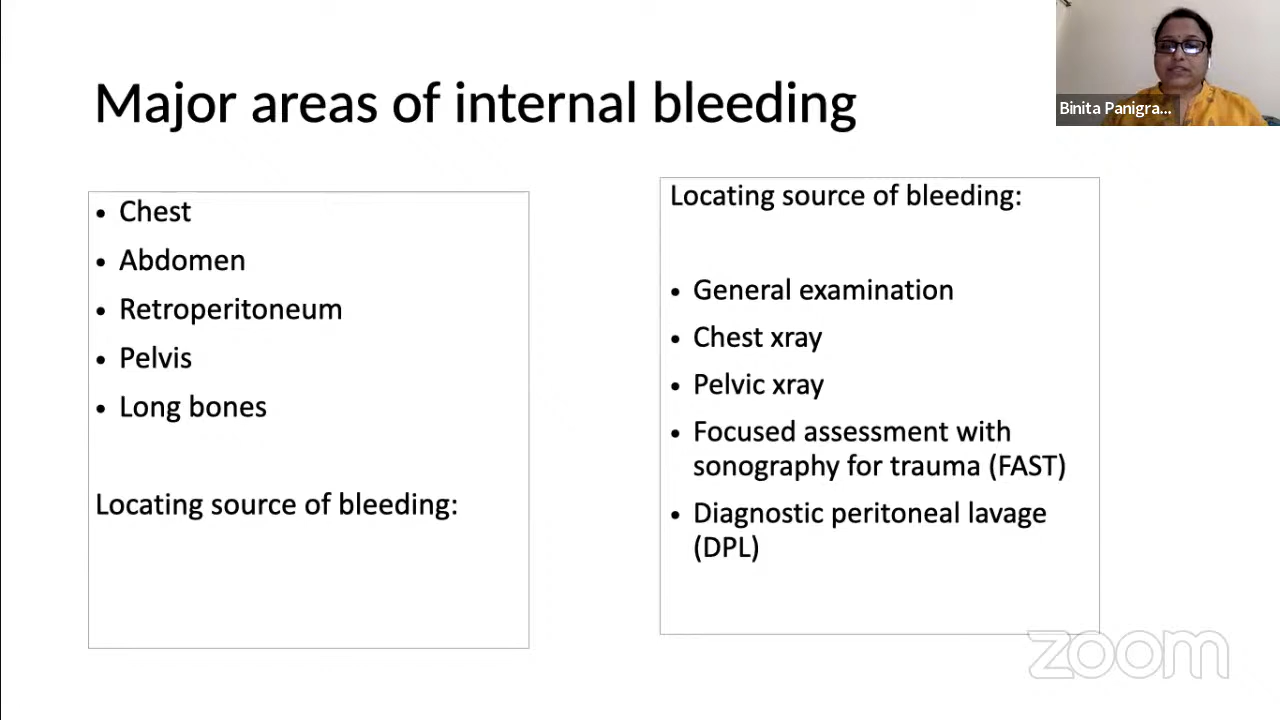 Major areas of internal bleeding
Binita Panigra...
• Chest
• Abdomen
• Retroperitoneum
• Pelvis
• Long bones
Locating source of bleeding:
Locating source of bleeding:
• General examination
• Chest xray
• Pelvic xray
• Focused assessment with
sonography for trauma (FAST)
• Diagnostic peritoneal lavage
(DPL)
zoom